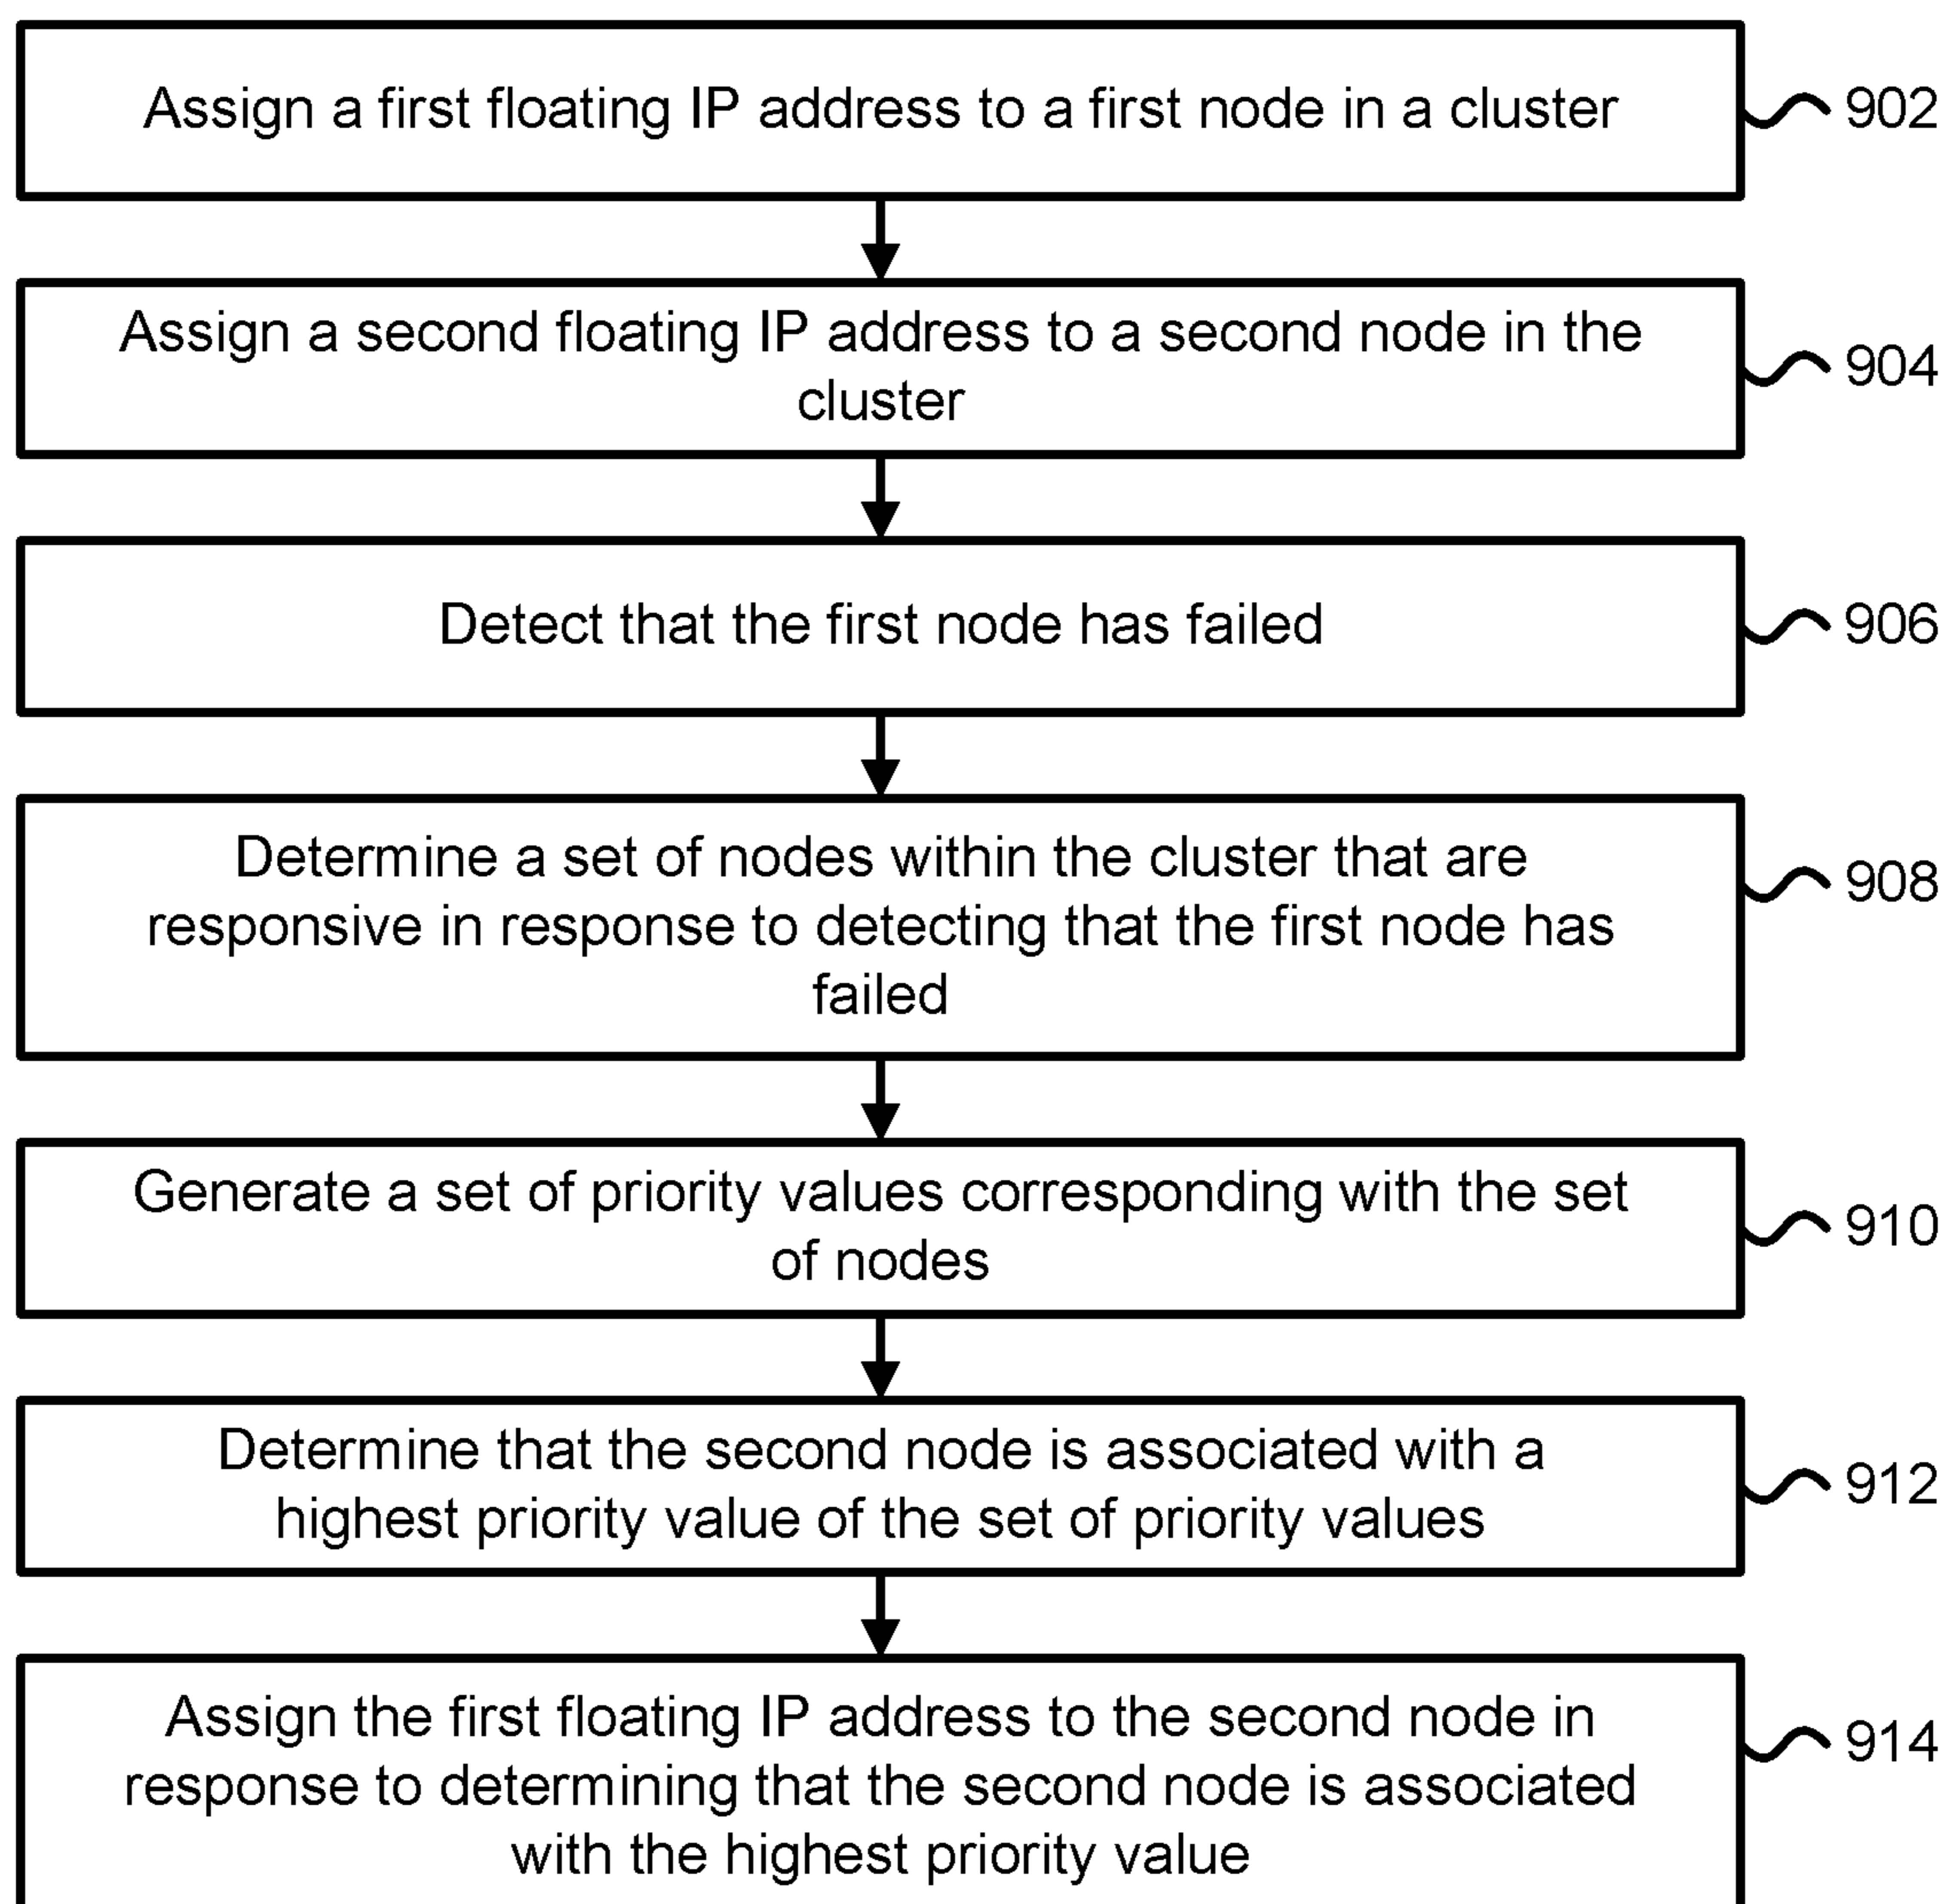 Assign a first floating IP address to a first node in a cluster
902
Assign a second floating IP address to a second node in the
cluster
904
Detect that the first node has failed
906
Determine a set of nodes within the cluster that are
responsive in response to detecting that the first node has
failed
908
Generate a set of priority values corresponding with the set
of nodes
910
Determine that the second node is associated with a
highest priority value of the set of priority values
912
Assign the first floating IP address to the second node in
response to determining that the second node is associated
with the highest priority value
914